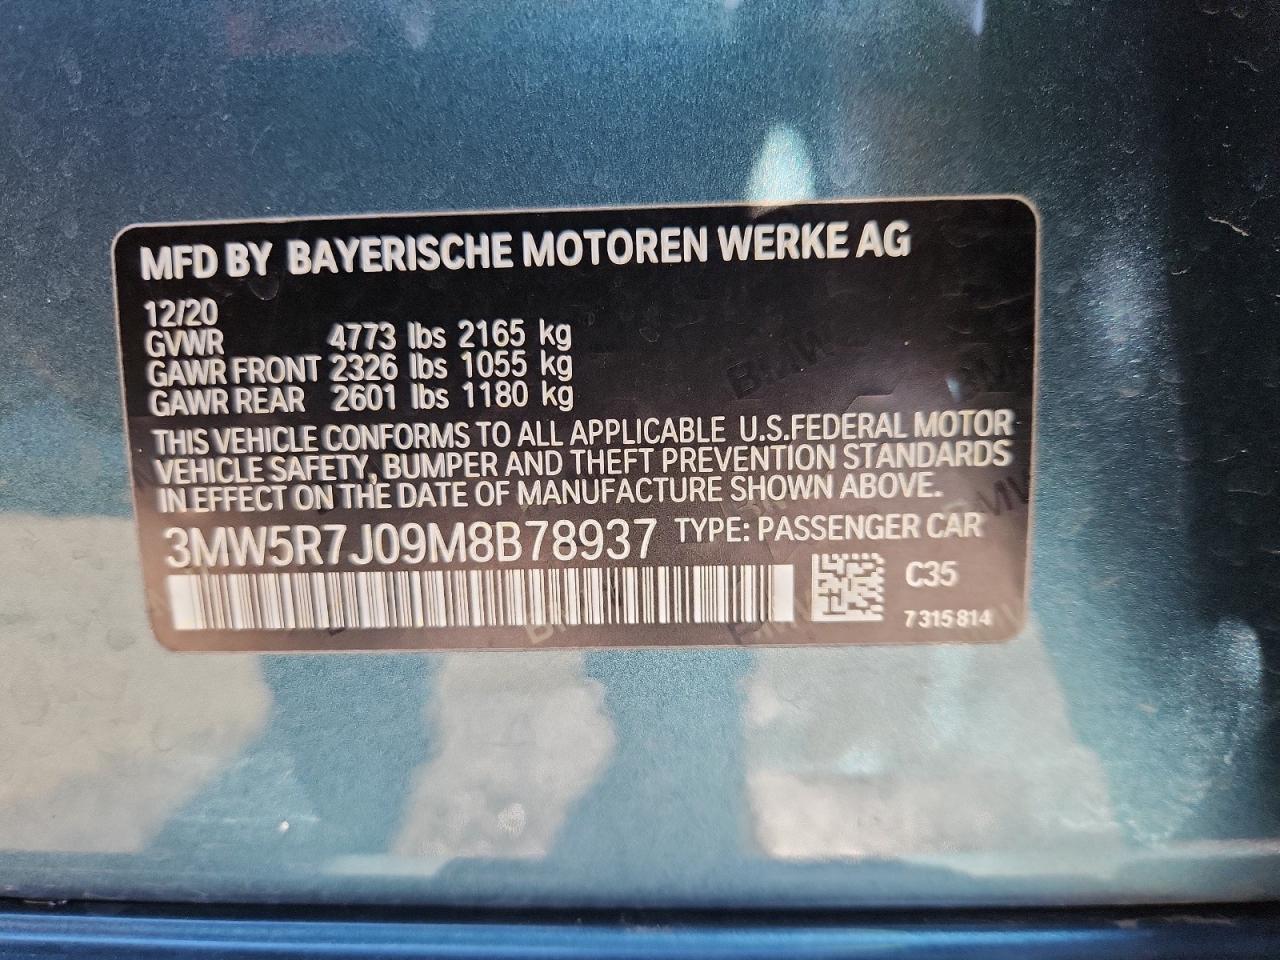 MFD BY BAYERISCHE MOTOREN WERKE AG
12/20
GVWR 4773 lbs 2165 kg
GAWR FRONT 2326 lbs 1055 kg
GAWR REAR 2601 lbs 1180 kg
THIS VEHICLE CONFORMS TO ALL APPLICABLE U.S.FEDERAL MOTOR
VEHICLE SAFETY, BUMPER AND THEFT PREVENTION STANDARDS
IN EFFECT ON THE DATE OF MANUFACTURE SHOWN ABOVE.
3MW5R7J09M8B78937 TYPE: PASSENGER CAR
C35
7 315 814